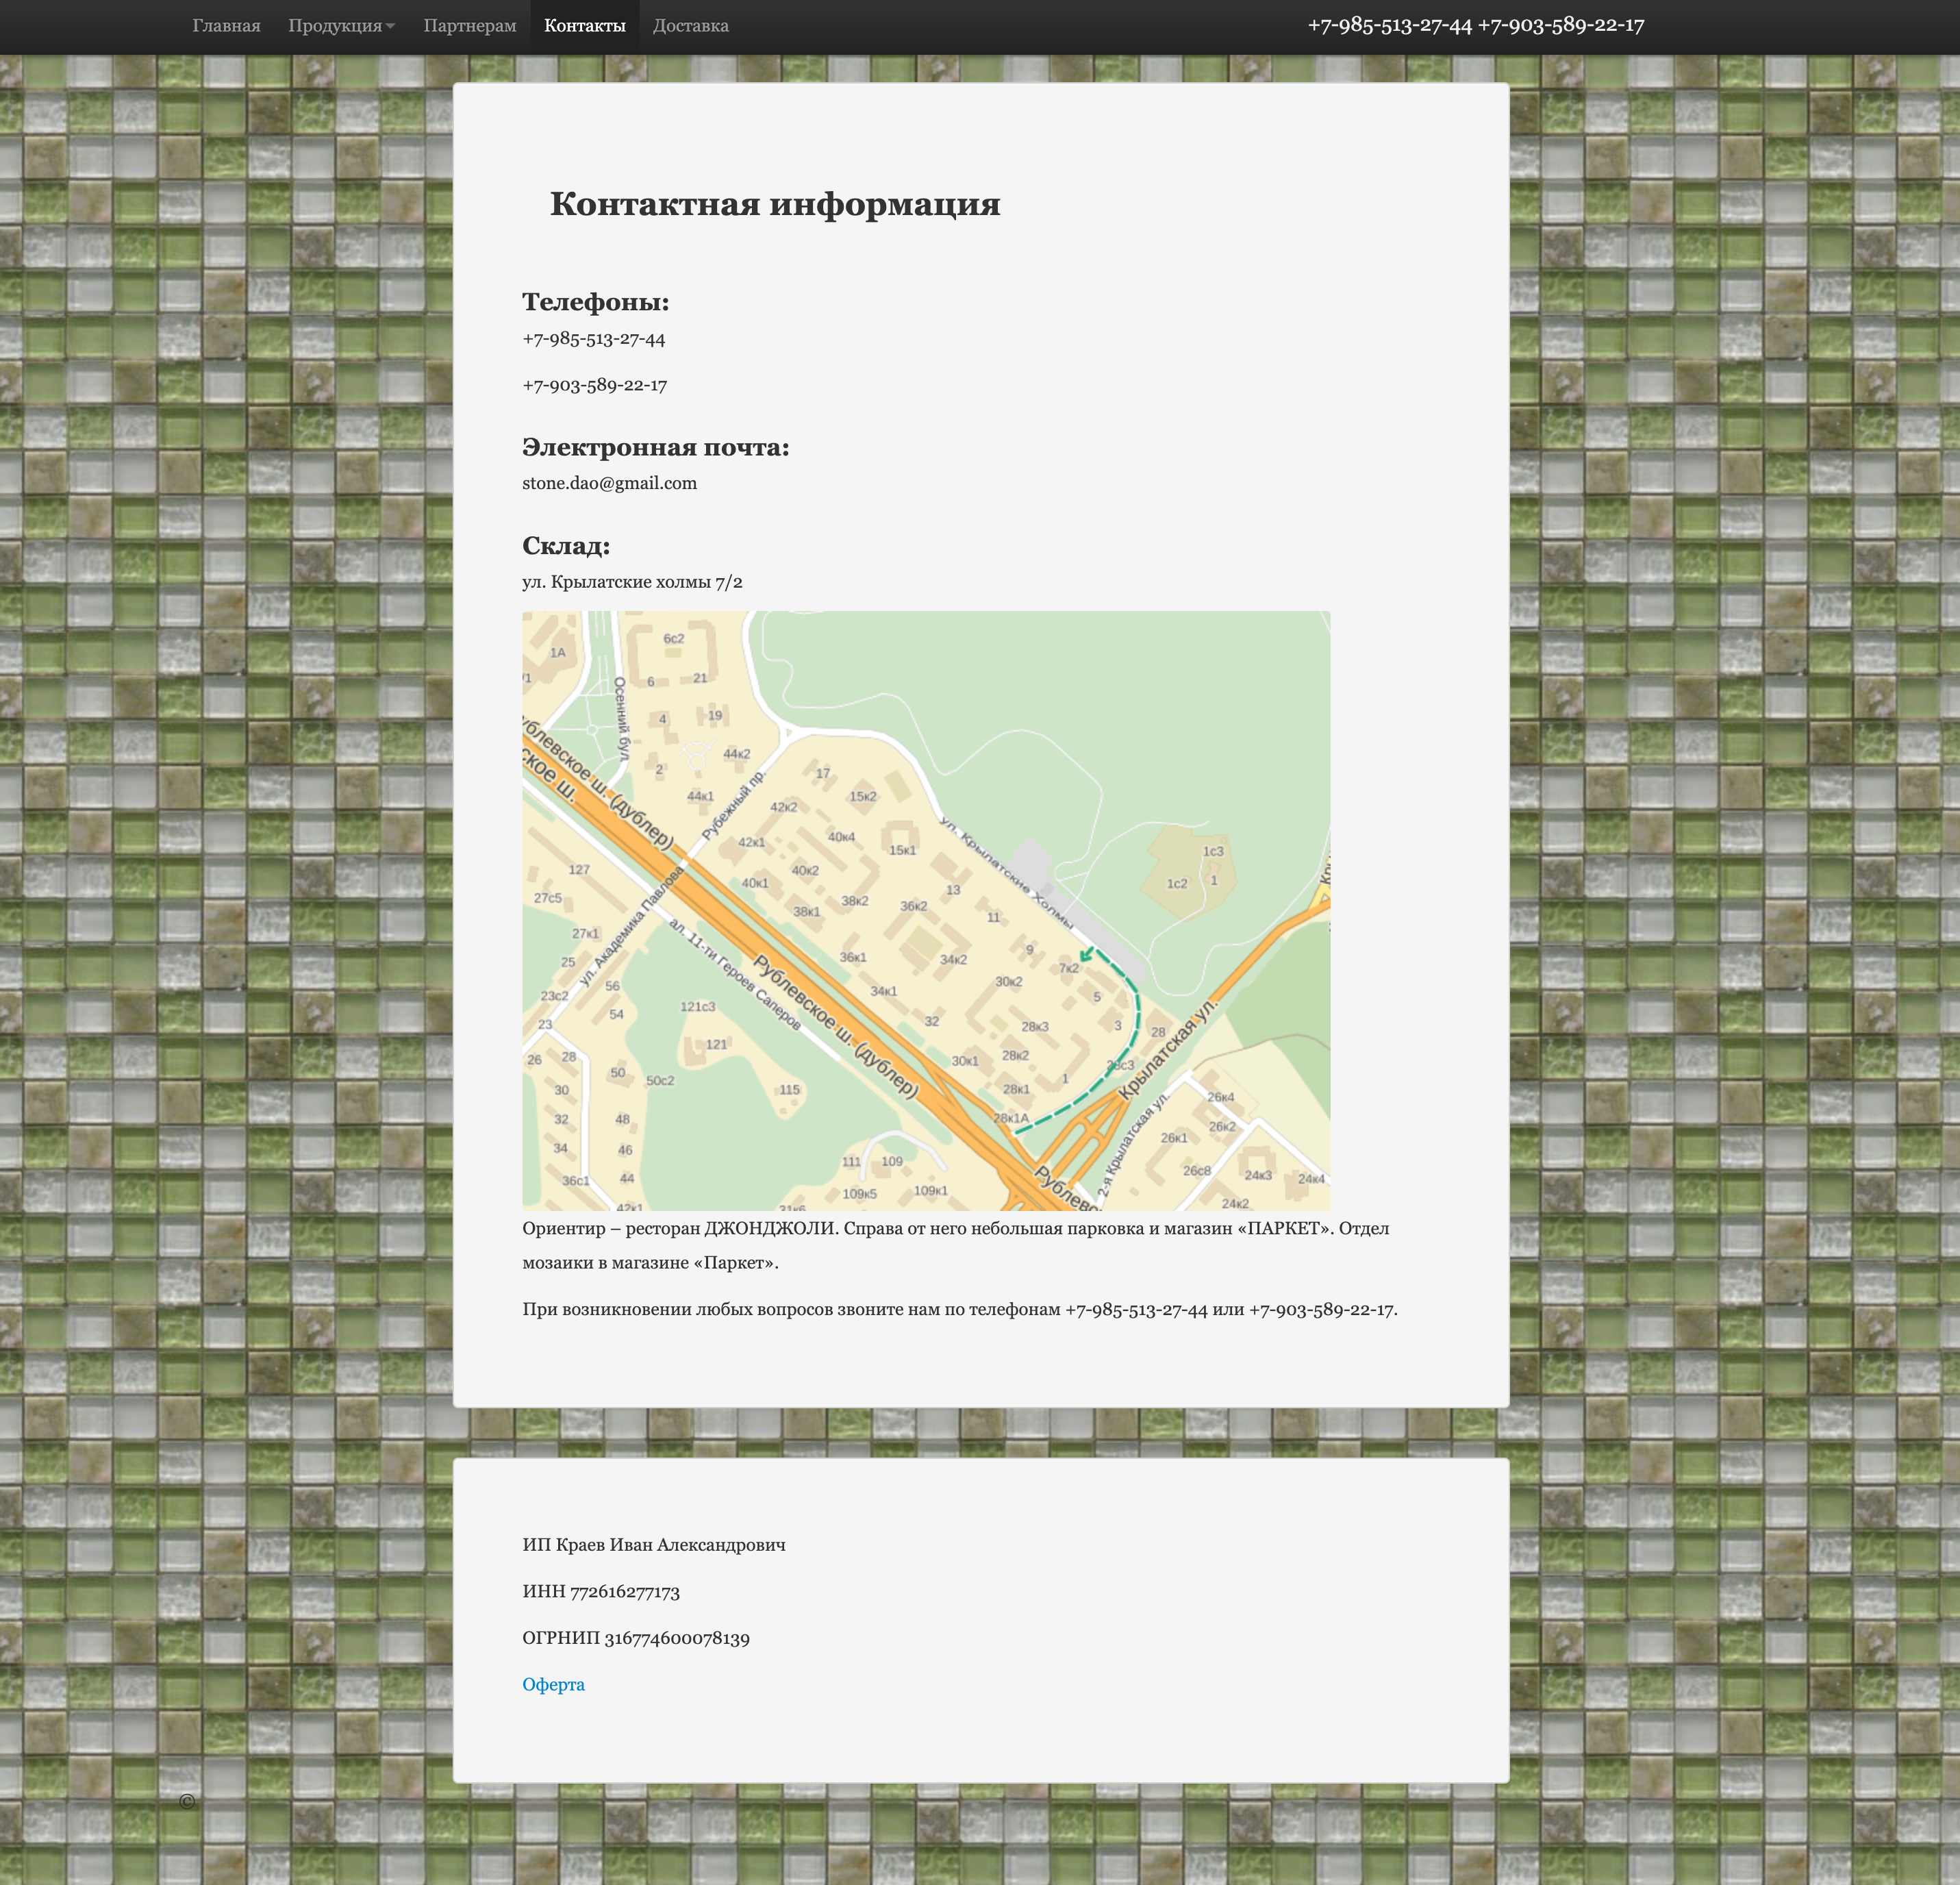 Главная Продукция Партнерам Контакты Доставка +7-985-513-27-44 +7-903-589-22-17
Контактная информация
Телефоны:
+7-985-513-27-44
+7-903-589-22-17
Электронная почта:
stone.dao@gmail.com
Склад:
ул. Крылатские холмы 7/2
6с2
1А
6
21
Осенний бул.
4
19
44к2
2
17
Рублевское ш. (дублер)
44к1
Рубежный пр.
42к2
15к2
42к1
40к4
15к1
ул. Крылатские Холмы
1с3
127
40к1
40к2
13
1с2
1
27с5
38к1
38к2
36к2
11
27к1
ул. Академика Павлова
ал. 11-ти Героев Саперов
9
25
36к1
34к2
7к2
Рублевское ш. (дублер)
56
34к1
30к2
5
23с2
54
121с3
23
32
28к3
3
28
Крылатская ул.
121
26
28
50
50с2
30к1
28к2
1
30
115
28к1
26к4
32
48
28к1А
26к2
34
46
26к1
2-я Крылатская ул.
111
109
26с8
24к3
24к4
36с1
44
109к5
109к1
24к2
42к1
Ориентир – ресторан ДЖОНДЖОЛИ. Справа от него небольшая парковка и магазин «ПАРКЕТ». Отдел
мозаики в магазине «Паркет».
При возникновении любых вопросов звоните нам по телефонам +7-985-513-27-44 или +7-903-589-22-17.
ИП Краев Иван Александрович
ИНН 772616277173
ОГРНИП 316774600078139
Оферта
©